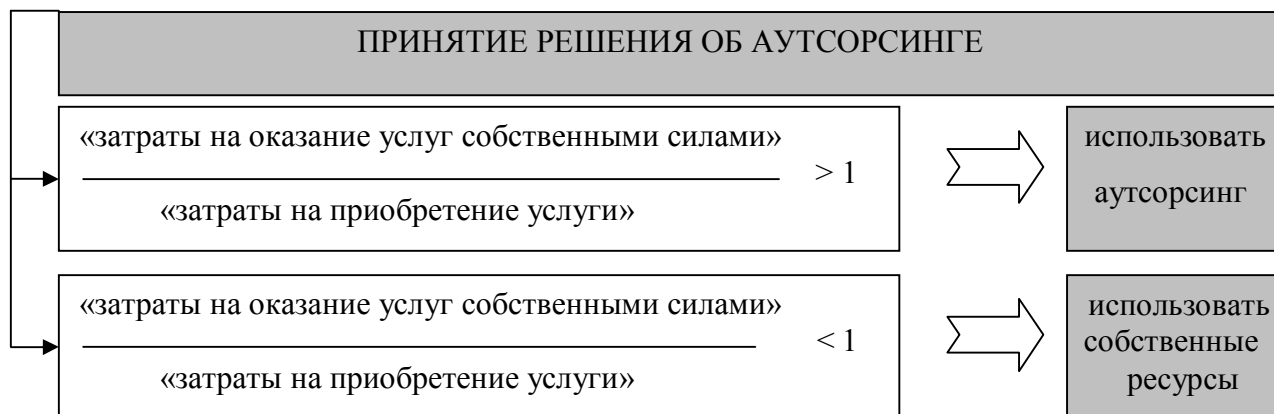 ПРИНЯТИЕ РЕШЕНИЯ ОБ АУТСОРСИНГЕ
«затраты на оказание услуг собственными силами»
> 1
«затраты на приобретение услуги»
использовать
аутсорсинг
«затраты на оказание услуг собственными силами»
< 1
«затраты на приобретение услуги»
использовать
собственные
ресурсы